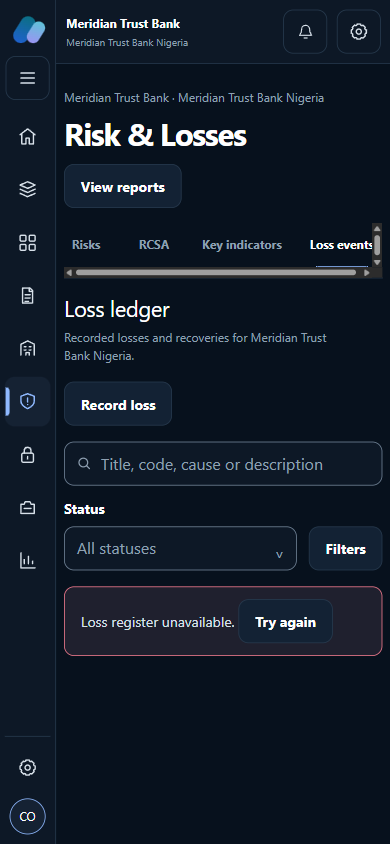 Meridian Trust Bank
Meridian Trust Bank Nigeria
Meridian Trust Bank · Meridian Trust Bank Nigeria
Risk & Losses
View reports
Risks RCSA Key indicators Loss events
Loss ledger
Recorded losses and recoveries for Meridian Trust
Bank Nigeria.
Record loss
Title, code, cause or description
Status
All statuses v
Filters
Loss register unavailable. Try again
CO